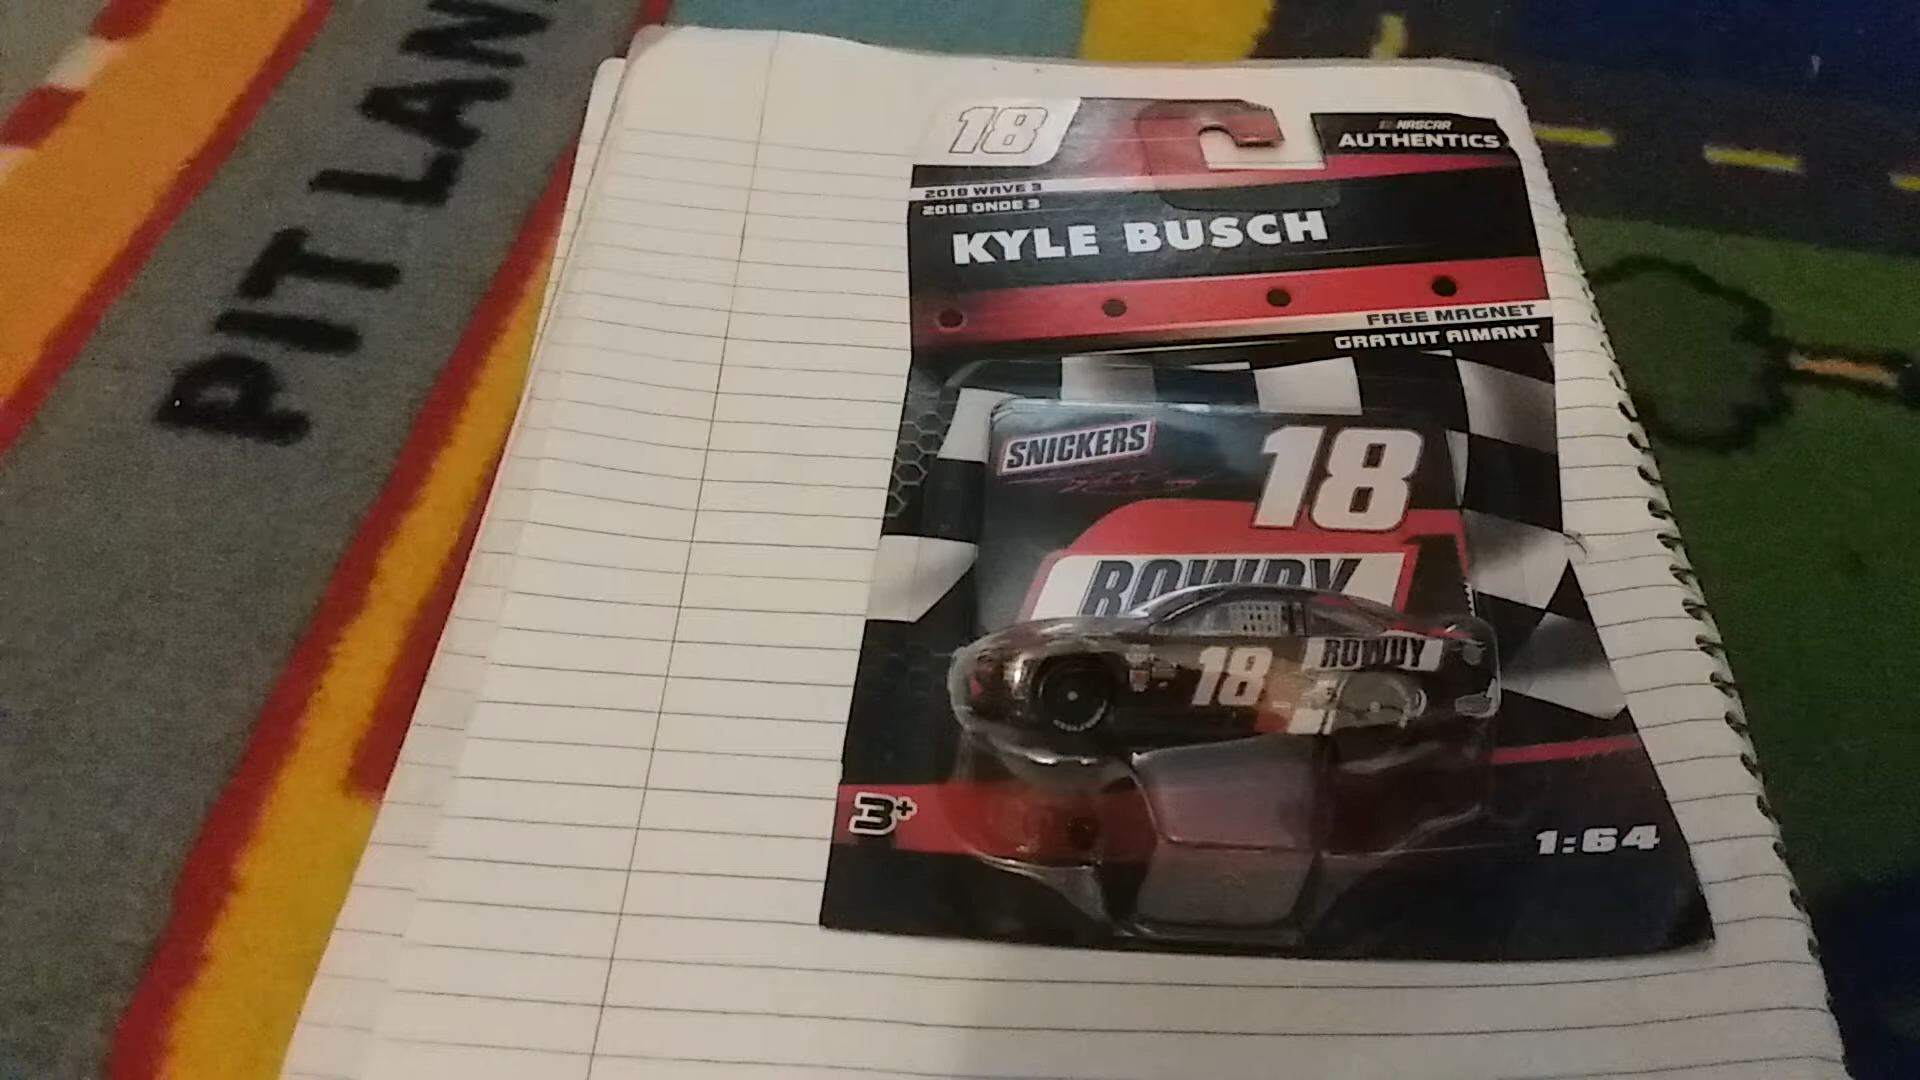 PIT LAN
18
NASCAR
AUTHENTICS
2018 WAVE 3
2018 ONDE 3
KYLE BUSCH
FREE MAGNET
GRATUIT AIMANT
SNICKERS
18
ROWDY
18
ROWDY
3+
1:64